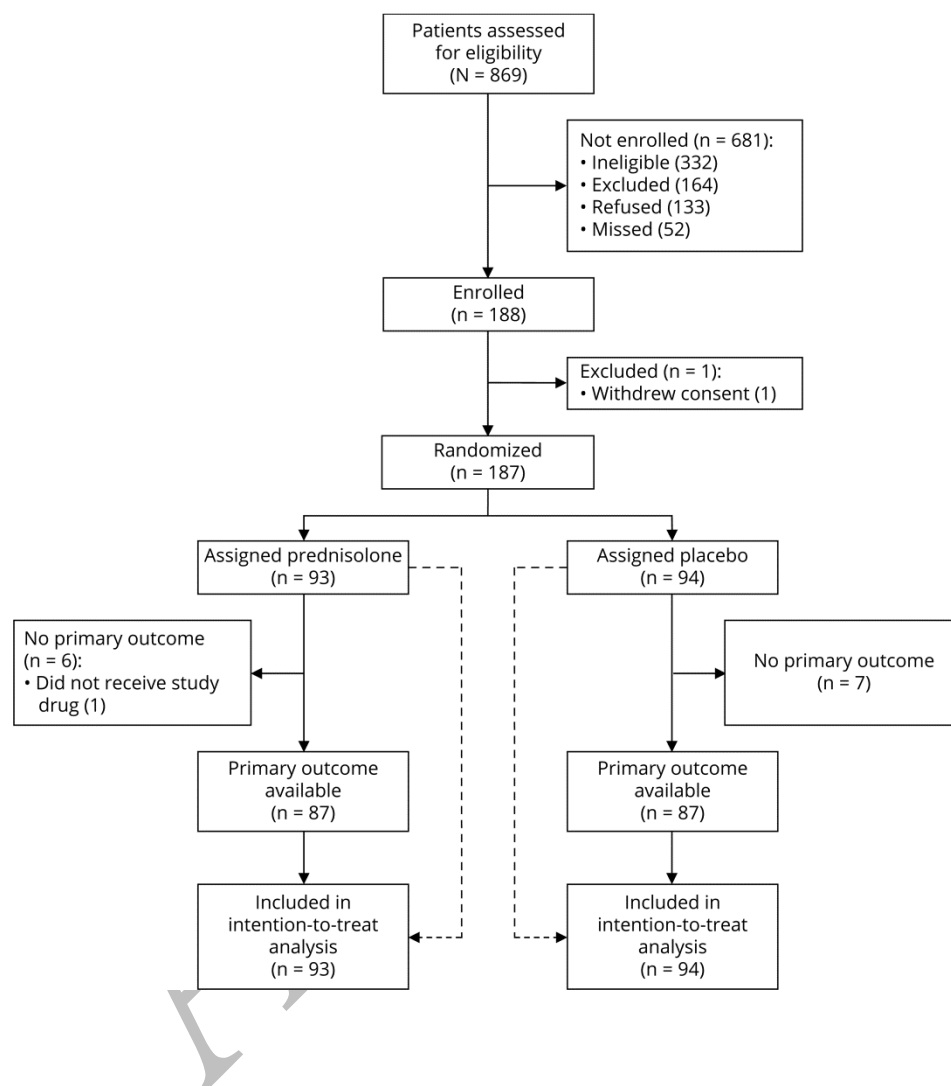 Patients assessed
for eligibility
(N = 869)
Not enrolled (n = 681):
• Ineligible (332)
• Excluded (164)
• Refused (133)
• Missed (52)
Enrolled
(n = 188)
Excluded (n = 1):
• Withdrew consent (1)
Randomized
(n = 187)
Assigned prednisolone
(n = 93)
Assigned placebo
(n = 94)
No primary outcome
(n = 6):
• Did not receive study
drug (1)
No primary outcome
(n = 7)
Primary outcome
available
(n = 87)
Primary outcome
available
(n = 87)
Included in
intention-to-treat
analysis
(n = 93)
Included in
intention-to-treat
analysis
(n = 94)